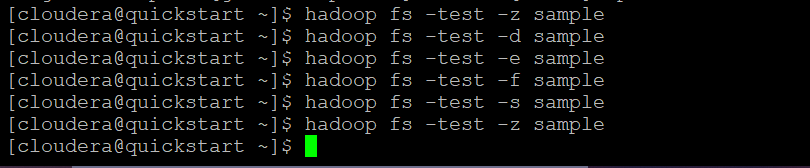 [cloudera@quickstart ~]$ hadoop fs -test -z sample
[cloudera@quickstart ~]$ hadoop fs -test -d sample
[cloudera@quickstart ~]$ hadoop fs -test -e sample
[cloudera@quickstart ~]$ hadoop fs -test -f sample
[cloudera@quickstart ~]$ hadoop fs -test -s sample
[cloudera@quickstart ~]$ hadoop fs -test -z sample
[cloudera@quickstart ~]$